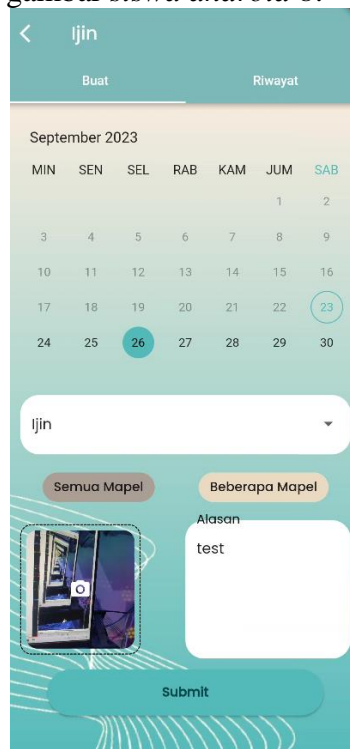 gambar siswa android 6.
Ijin
Buat Riwayat
September 2023
MIN SEN SEL RAB KAM JUM SAB
1 2
3 4 5 6 7 8 9
10 11 12 13 14 15 16
17 18 19 20 21 22 23
24 25 26 27 28 29 30
Ijin
Semua Mapel Beberapa Mapel
Alasan
test
Submit